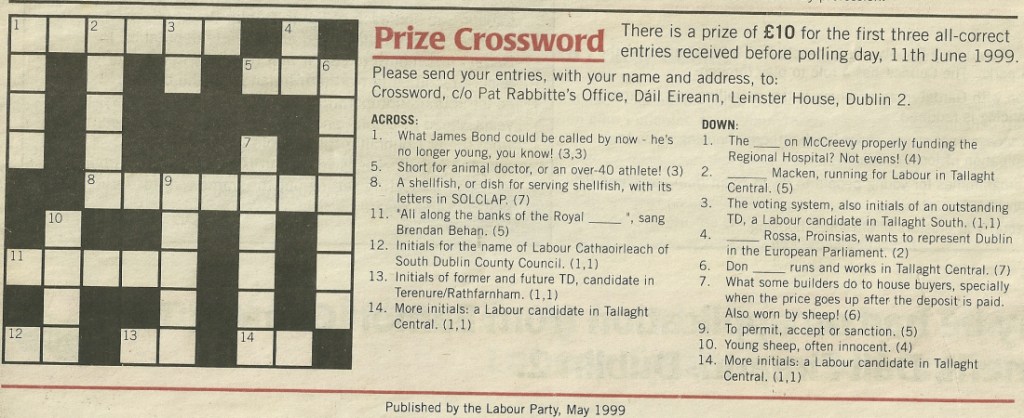 Prize Crossword
There is a prize of £10 for the first three all-correct
entries received before polling day, 11th June 1999.
Please send your entries, with your name and address, to:
Crossword, c/o Pat Rabbitte's Office, Dáil Eireann, Leinster House, Dublin 2.
1 2 3 4
5 6
7
8 9
10
11
12 13 14
ACROSS:
1. What James Bond could be called by now - he's
no longer young, you know! (3,3)
5. Short for animal doctor, or an over-40 athlete! (3)
8. A shellfish, or dish for serving shellfish, with its
letters in SOLCLAP. (7)
11. "All along the banks of the Royal ____ ", sang
Brendan Behan. (5)
12. Initials for the name of Labour Cathaoirleach of
South Dublin County Council. (1,1)
13. Initials of former and future TD, candidate in
Terenure/Rathfarnham. (1,1)
14. More initials: a Labour candidate in Tallaght
Central. (1,1)
DOWN:
1. The ____ on McCreevy properly funding the
Regional Hospital? Not evens! (4)
2. _____ Macken, running for Labour in Tallaght
Central. (5)
3. The voting system, also initials of an outstanding
TD, a Labour candidate in Tallaght South. (1,1)
4. _____ Rossa, Proinsias, wants to represent Dublin
in the European Parliament. (2)
6. Don _____ runs and works in Tallaght Central. (7)
7. What some builders do to house buyers, specially
when the price goes up after the deposit is paid.
Also worn by sheep! (6)
9. To permit, accept or sanction. (5)
10. Young sheep, often innocent. (4)
14. More initials: a Labour candidate in Tallaght
Central. (1,1)
Published by the Labour Party, May 1999